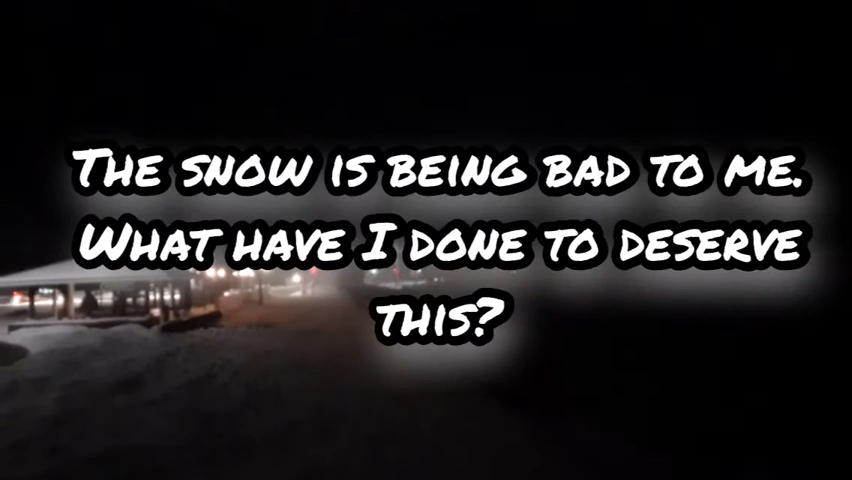 The snow is being bad to me.
What have I done to deserve
this?